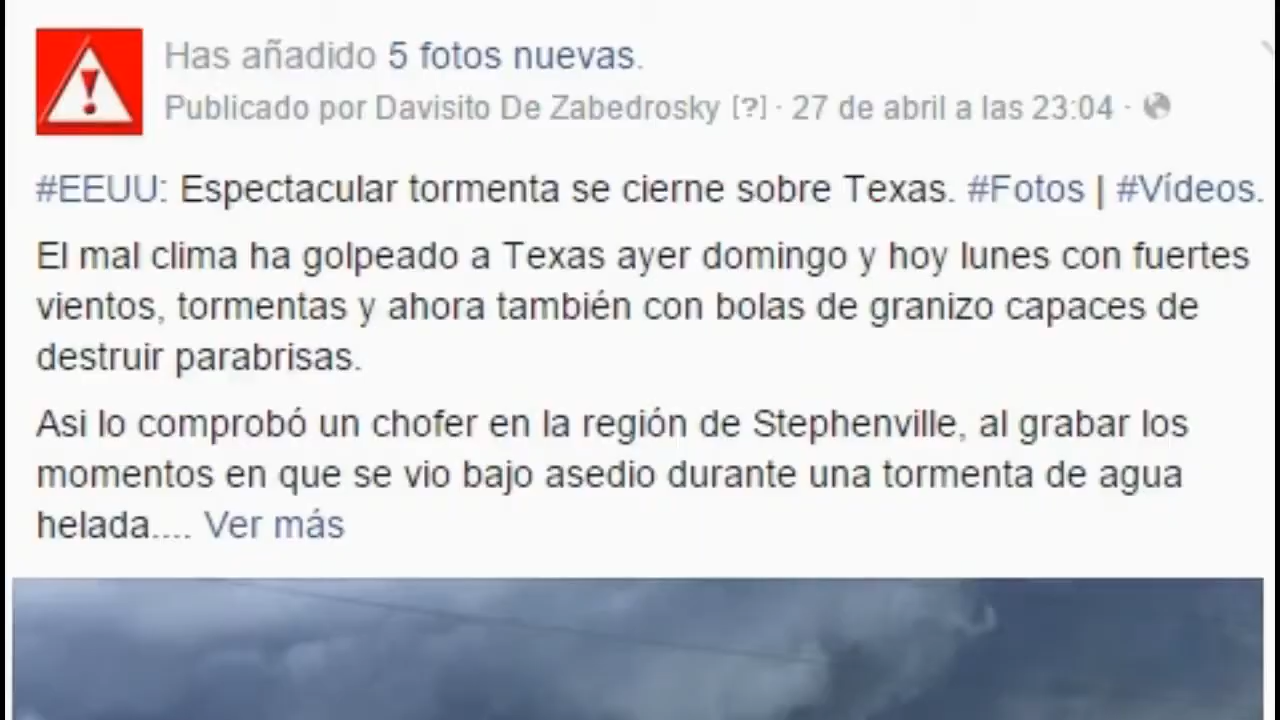 Has añadido 5 fotos nuevas.
Publicado por Davisito De Zabedrosky [?] · 27 de abril a las 23:04 ·
#EEUU: Espectacular tormenta se cierne sobre Texas. #Fotos | #Vídeos.
El mal clima ha golpeado a Texas ayer domingo y hoy lunes con fuertes
vientos, tormentas y ahora también con bolas de granizo capaces de
destruir parabrisas.
Asi lo comprobó un chofer en la región de Stephenville, al grabar los
momentos en que se vio bajo asedio durante una tormenta de agua
helada.... Ver más